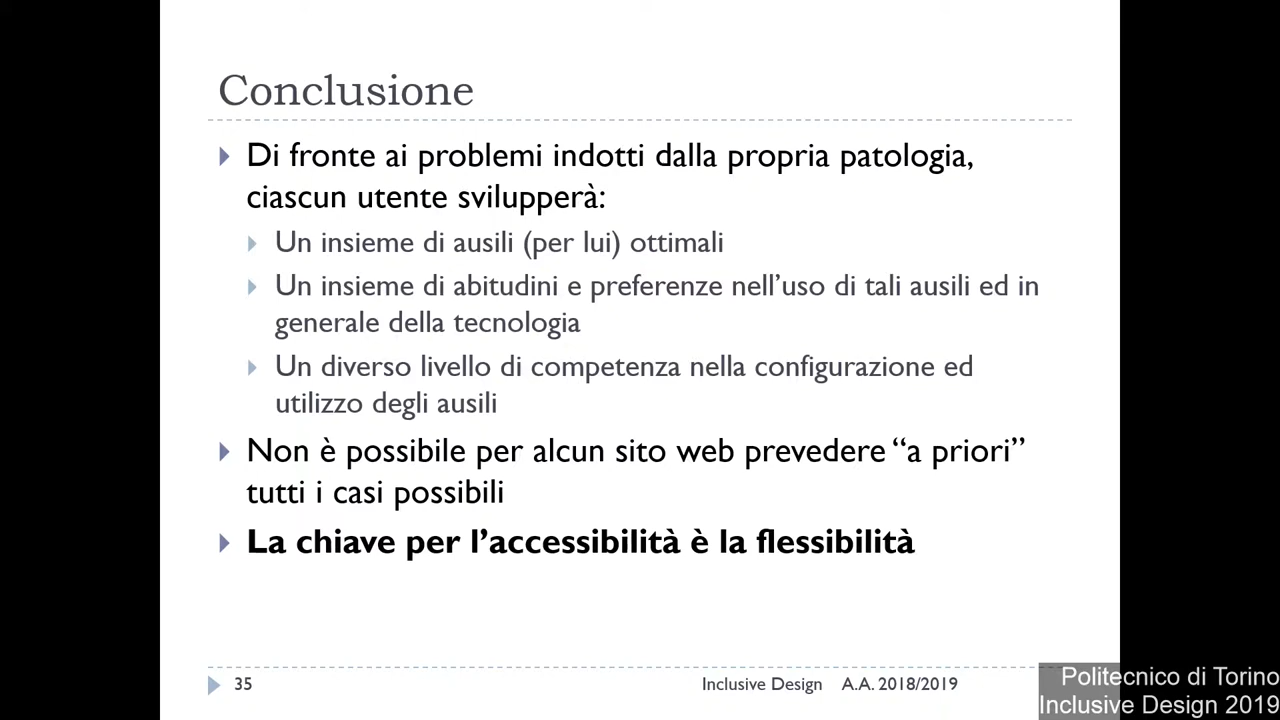 Conclusione
Di fronte ai problemi indotti dalla propria patologia,
ciascun utente svilupperà:
Un insieme di ausili (per lui) ottimali
Un insieme di abitudini e preferenze nell’uso di tali ausili ed in
generale della tecnologia
Un diverso livello di competenza nella configurazione ed
utilizzo degli ausili
Non è possibile per alcun sito web prevedere “a priori”
tutti i casi possibili
La chiave per l’accessibilità è la flessibilità
35
Inclusive Design A.A. 2018/2019
Politecnico di Torino
Inclusive Design 2019